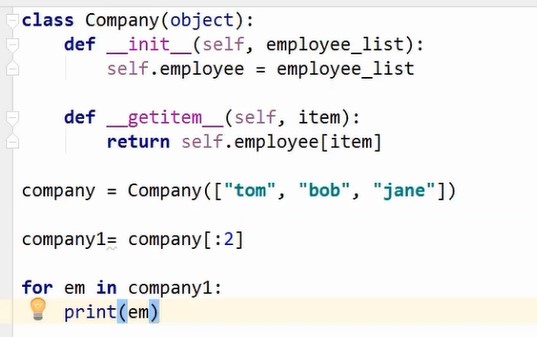 class Company(object):
    def __init__(self, employee_list):
        self.employee = employee_list
    def __getitem__(self, item):
        return self.employee[item]
company = Company(["tom", "bob", "jane"])
company1= company[:2]
for em in company1:
    print(em)